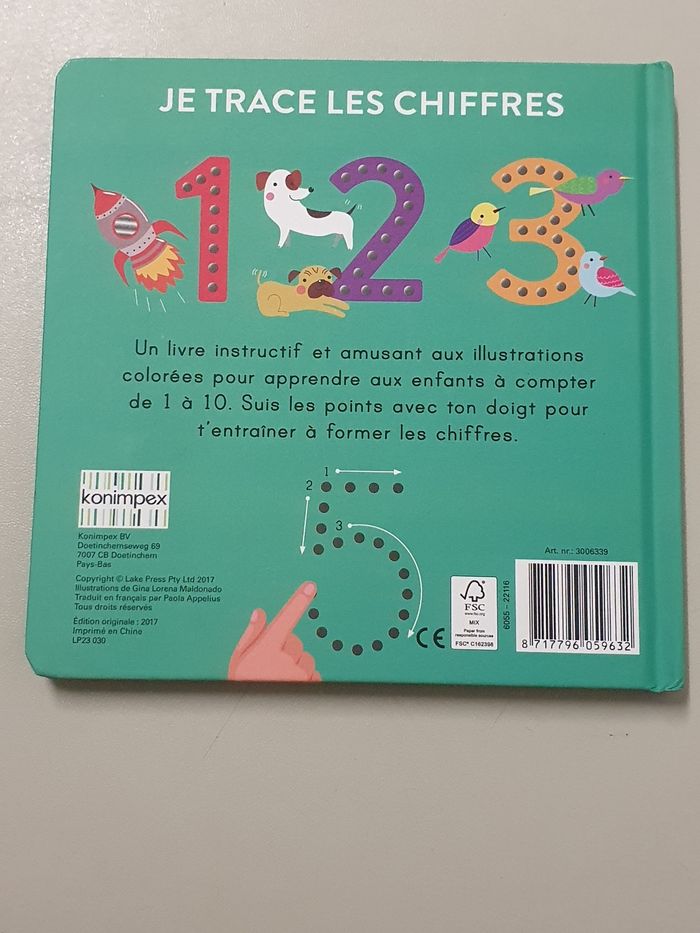 JE TRACE LES CHIFFRES
1 2 3
Un livre instructif et amusant aux illustrations
colorées pour apprendre aux enfants à compter
de 1 à 10. Suis les points avec ton doigt pour
t'entraîner à former les chiffres.
1
2
3
5
konimpex
Konimpex BV
Doetinchemseweg 69
7007 CB Doetinchem
Pays-Bas
Copyright © Lake Press Pty Ltd 2017
Illustrations de Gina Lorena Maldonado
Traduit en français par Paola Appelius
Tous droits réservés
Édition originale : 2017
Imprimé en Chine
LP23 030
CE
FSC
www.fsc.org
MIX
Paper from
responsible sources
FSC® C162398
6055 - 22116
Art. nr.: 3006339
8 717796 059632